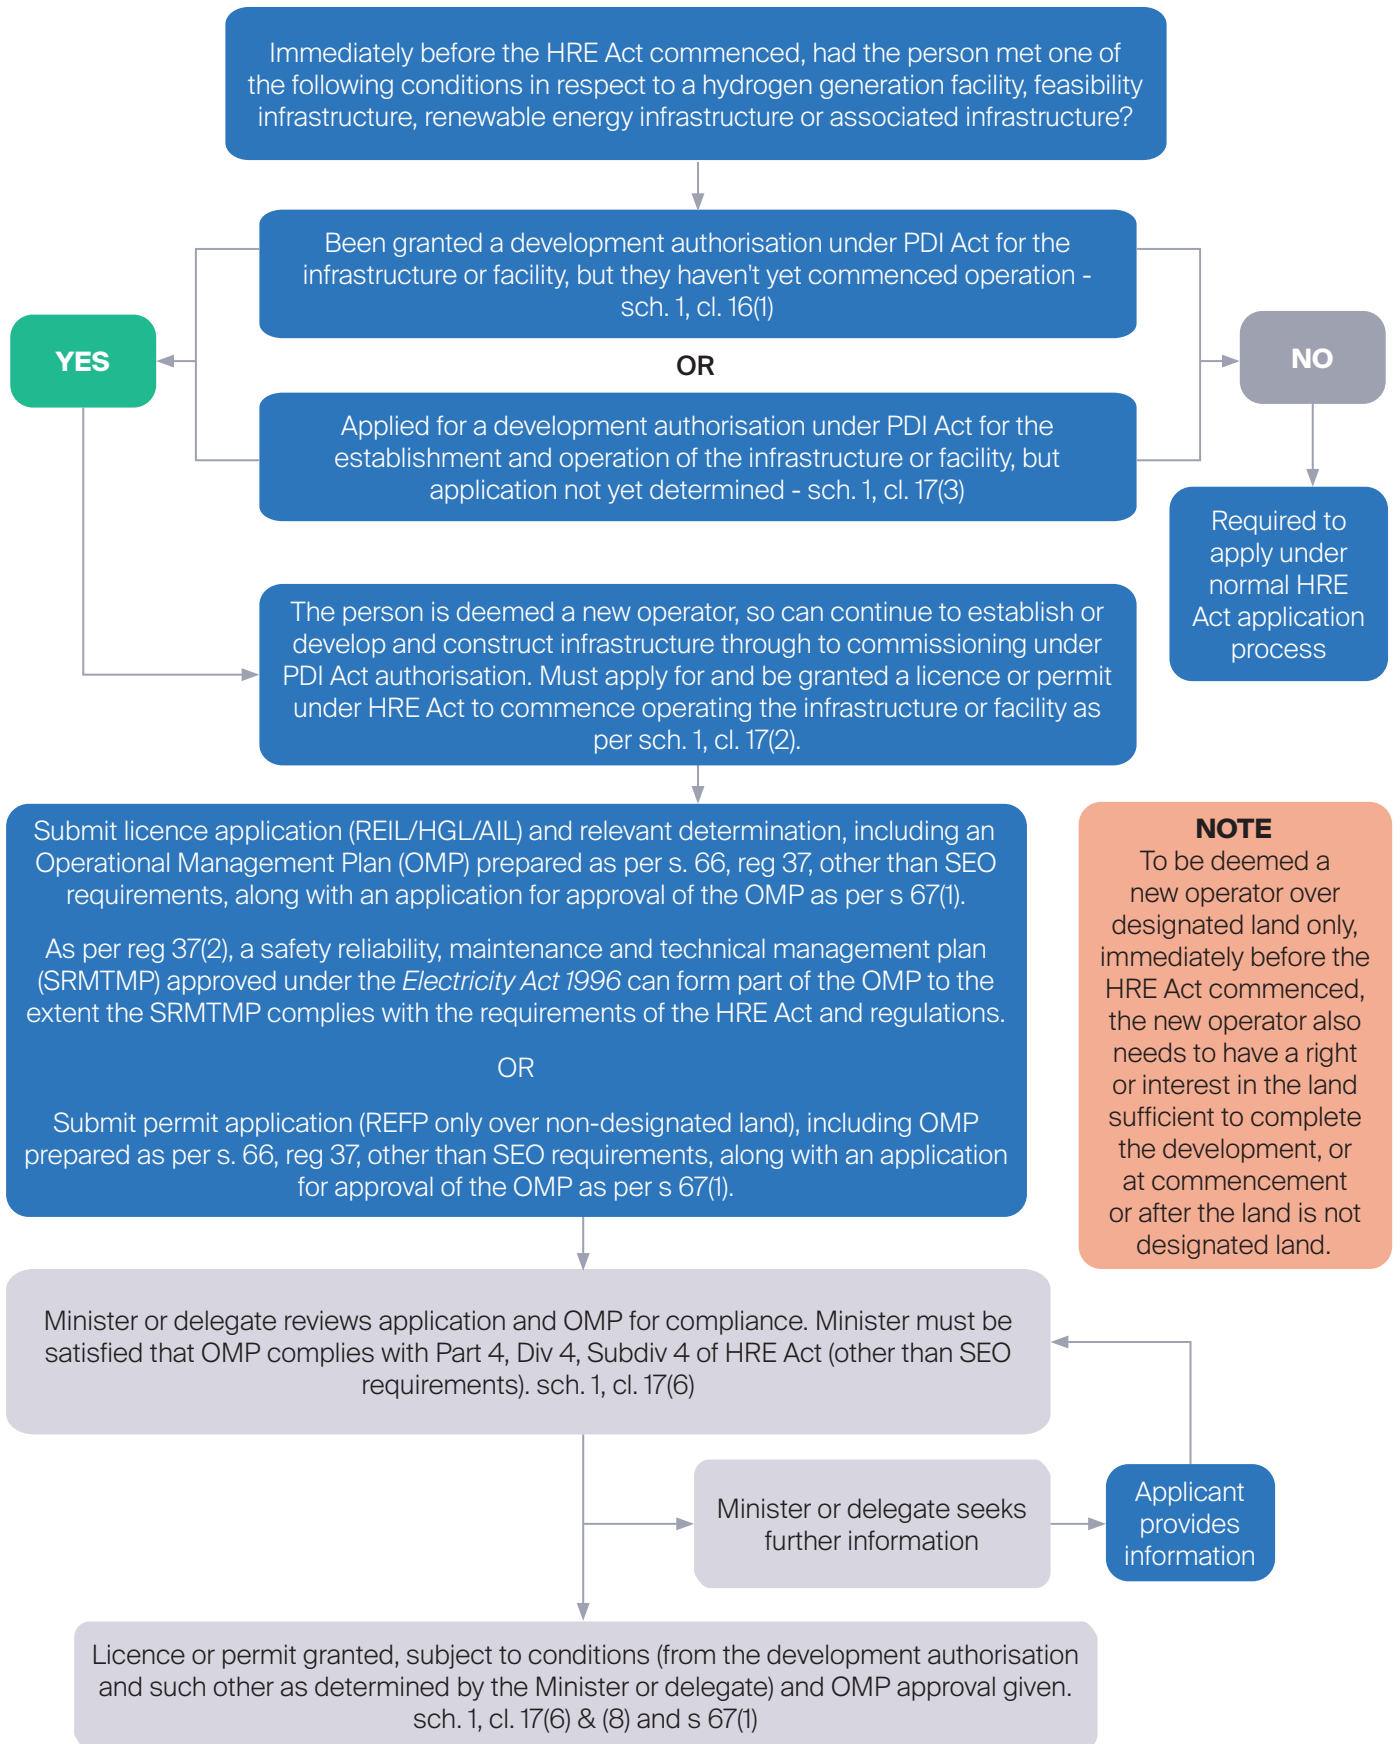 Immediately before the HRE Act commenced, had the person met one of
the following conditions in respect to a hydrogen generation facility, feasibility
infrastructure, renewable energy infrastructure or associated infrastructure?
Been granted a development authorisation under PDI Act for the
infrastructure or facility, but they haven't yet commenced operation -
sch. 1, cl. 16(1)
YES
OR
NO
Applied for a development authorisation under PDI Act for the
establishment and operation of the infrastructure or facility, but
application not yet determined - sch. 1, cl. 17(3)
Required to
apply under
normal HRE
Act application
process
The person is deemed a new operator, so can continue to establish or
develop and construct infrastructure through to commissioning under
PDI Act authorisation. Must apply for and be granted a licence or permit
under HRE Act to commence operating the infrastructure or facility as
per sch. 1, cl. 17(2).
Submit licence application (REIL/HGL/AIL) and relevant determination, including an
Operational Management Plan (OMP) prepared as per s. 66, reg 37, other than SEO
requirements, along with an application for approval of the OMP as per s 67(1).
As per reg 37(2), a safety reliability, maintenance and technical management plan
(SRMTMP) approved under the Electricity Act 1996 can form part of the OMP to the
extent the SRMTMP complies with the requirements of the HRE Act and regulations.
OR
Submit permit application (REFP only over non-designated land), including OMP
prepared as per s. 66, reg 37, other than SEO requirements, along with an application
for approval of the OMP as per s 67(1).
NOTE
To be deemed a
new operator over
designated land only,
immediately before the
HRE Act commenced,
the new operator also
needs to have a right
or interest in the land
sufficient to complete
the development, or
at commencement
or after the land is not
designated land.
Minister or delegate reviews application and OMP for compliance. Minister must be
satisfied that OMP complies with Part 4, Div 4, Subdiv 4 of HRE Act (other than SEO
requirements). sch. 1, cl. 17(6)
Minister or delegate seeks
further information
Applicant
provides
information
Licence or permit granted, subject to conditions (from the development authorisation
and such other as determined by the Minister or delegate) and OMP approval given.
sch. 1, cl. 17(6) & (8) and s 67(1)